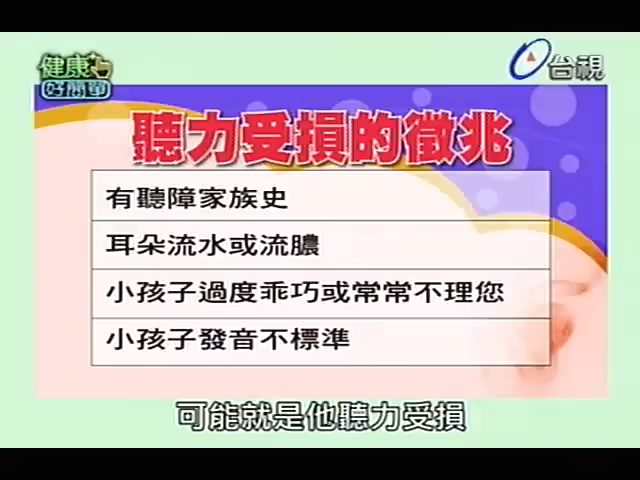 健康
好簡單
台視
聽力受損的徵兆
有聽障家族史
耳朵流水或流膿
小孩子過度乖巧或常常不理您
小孩子發音不標準
可能就是他聽力受損